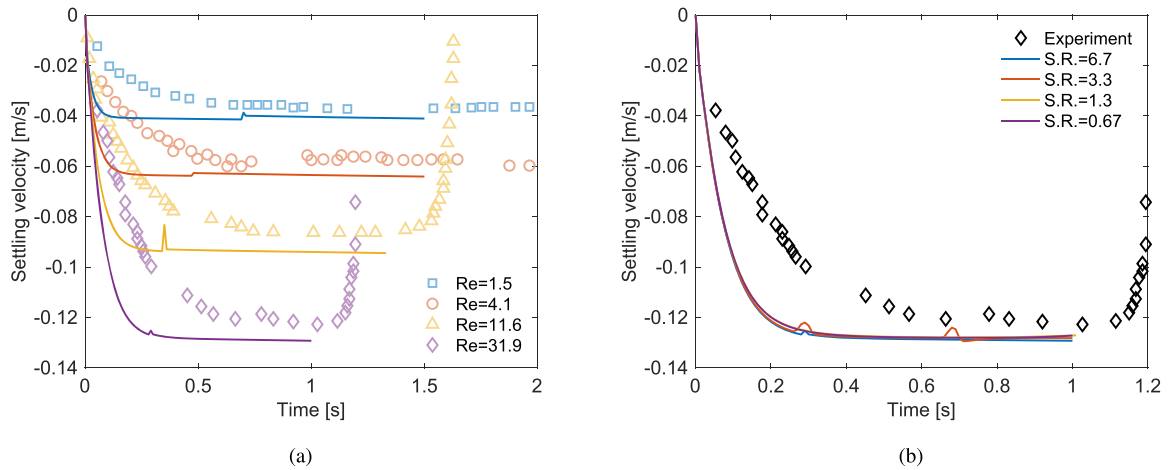 0
-0.02
-0.04
-0.06
-0.08
-0.1
-0.12
-0.14
Settling velocity [m/s]
0
0.5
1
1.5
2
Time [s]
Re=1.5
Re=4.1
Re=11.6
Re=31.9
(a)
0
-0.02
-0.04
-0.06
-0.08
-0.1
-0.12
-0.14
Settling velocity [m/s]
0
0.2
0.4
0.6
0.8
1
1.2
Time [s]
Experiment
S.R.=6.7
S.R.=3.3
S.R.=1.3
S.R.=0.67
(b)